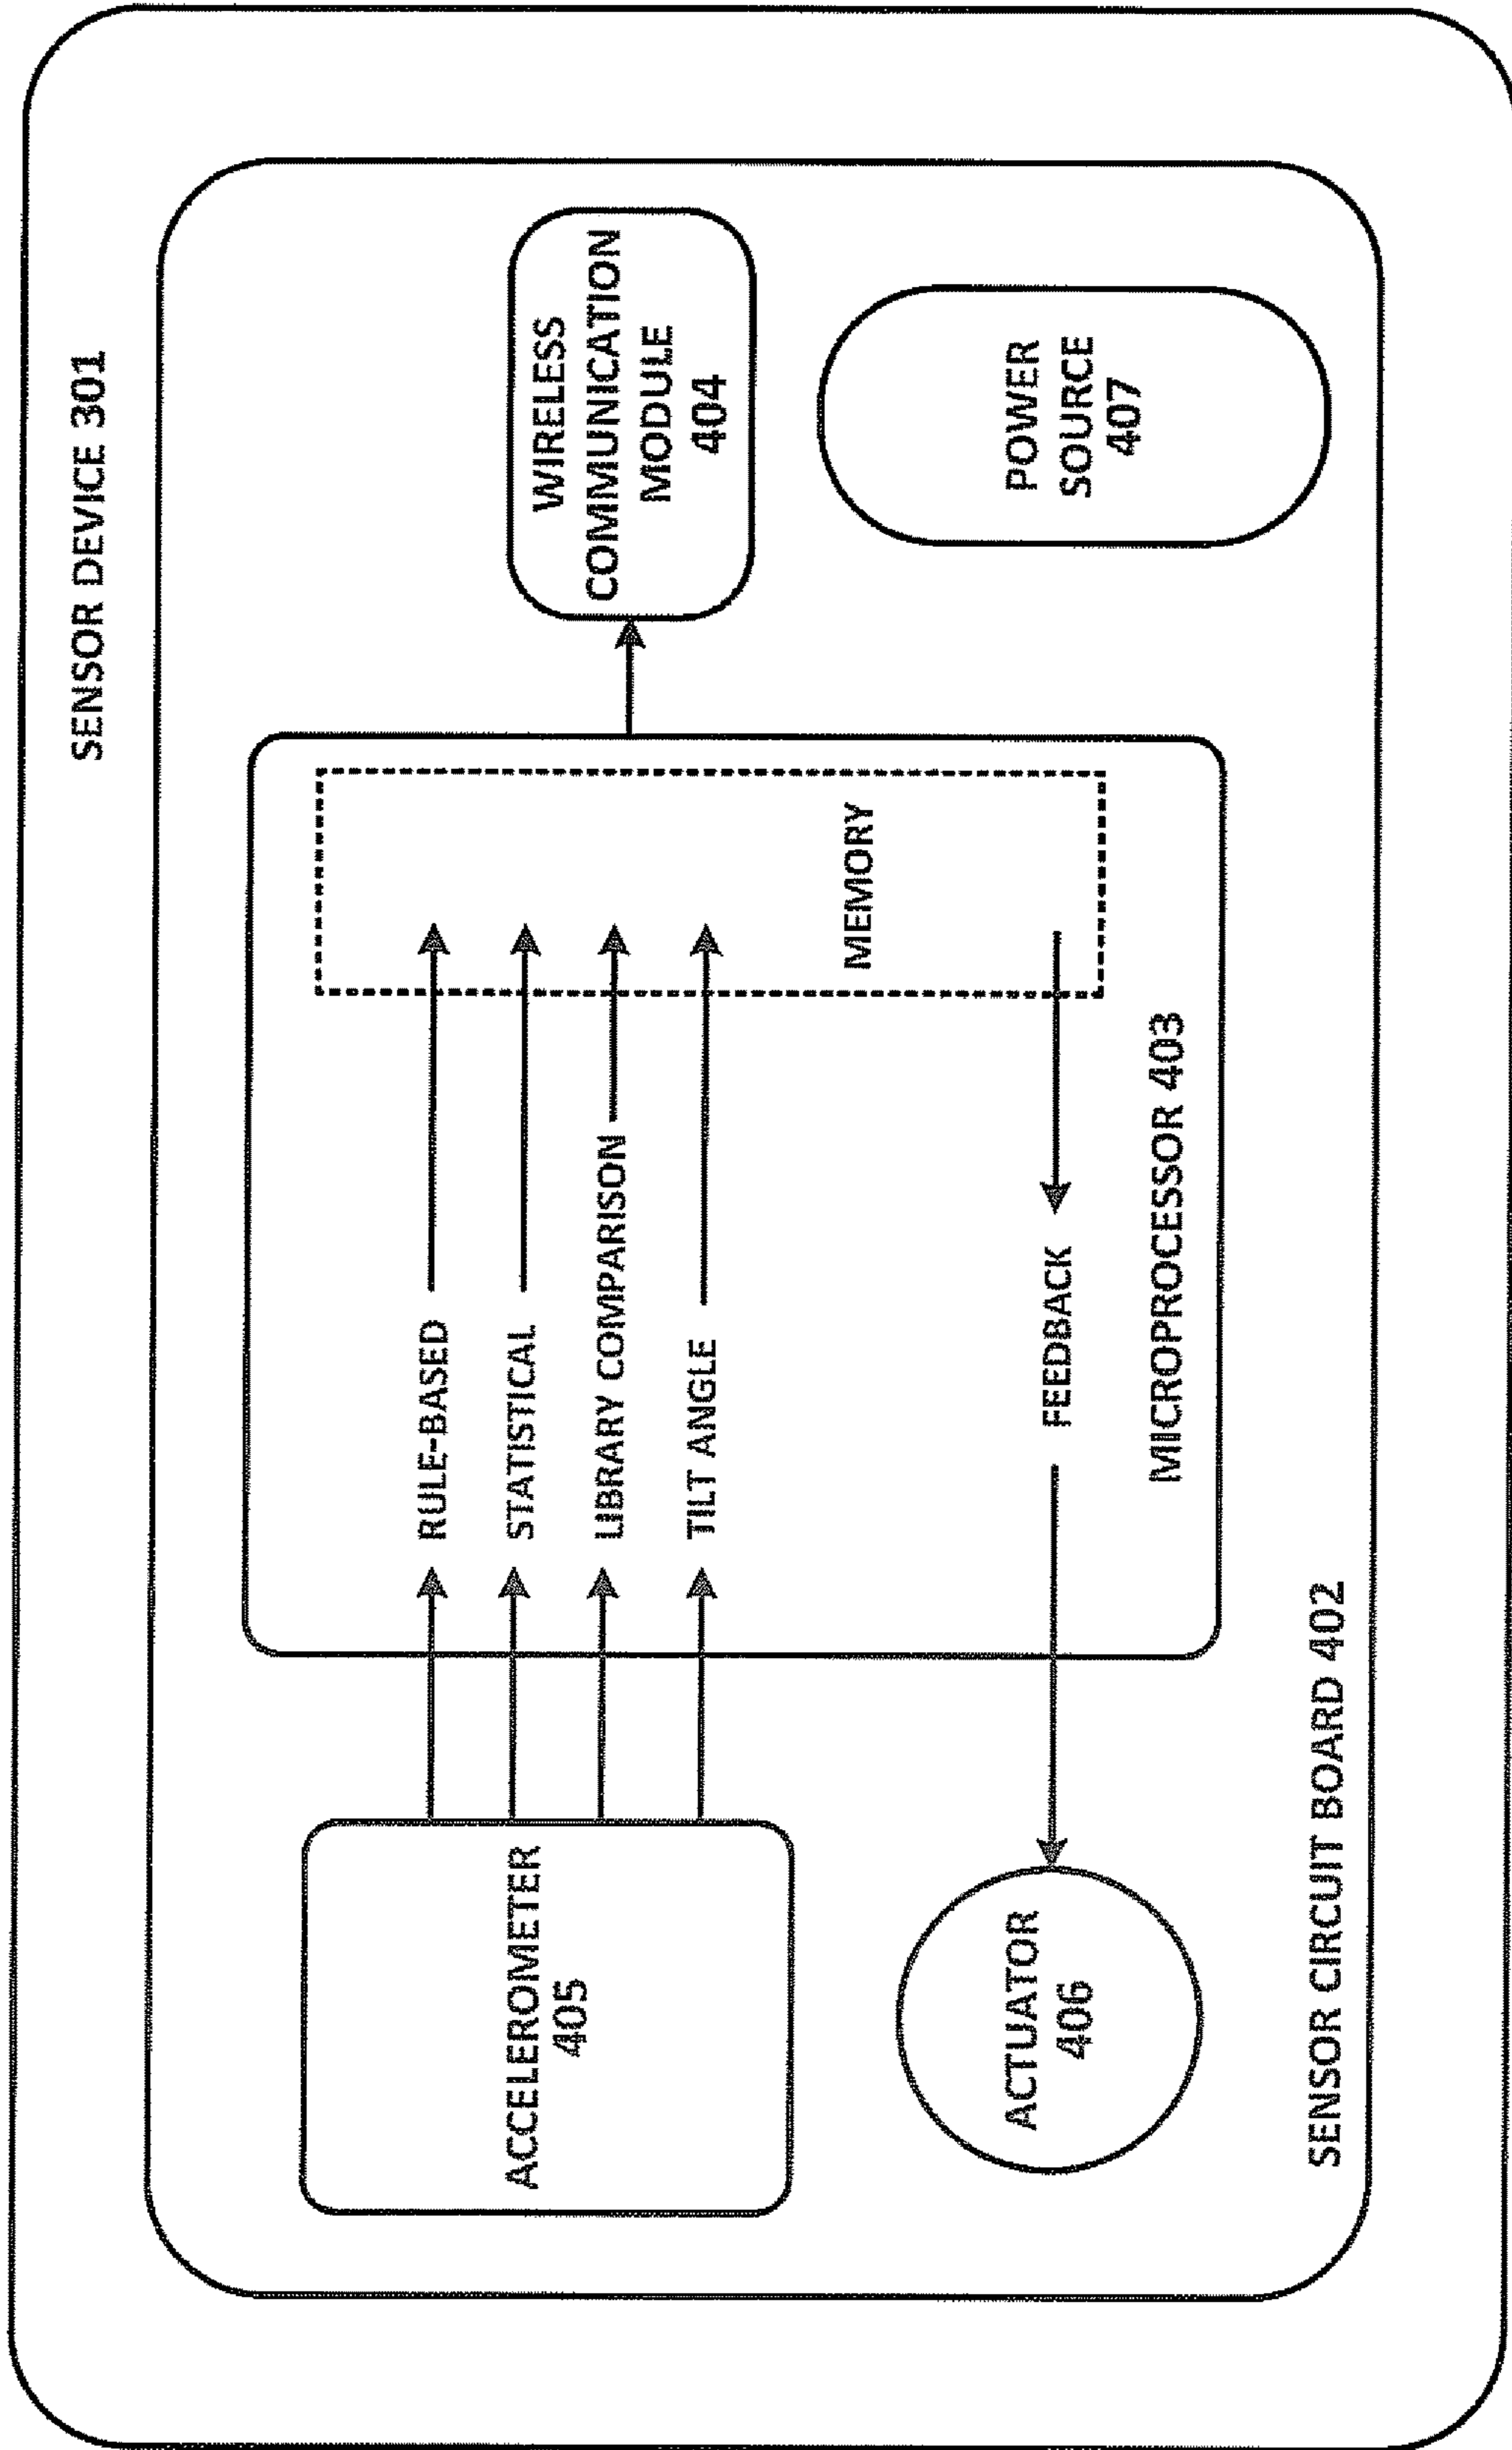 SENSOR DEVICE 301
ACCELEROMETER
405
RULE-BASED
STATISTICAL
LIBRARY COMPARISON
TILT ANGLE
MEMORY
WIRELESS
COMMUNICATION
MODULE
404
ACTUATOR
406
FEEDBACK
MICROPROCESSOR 403
POWER
SOURCE
407
SENSOR CIRCUIT BOARD 402